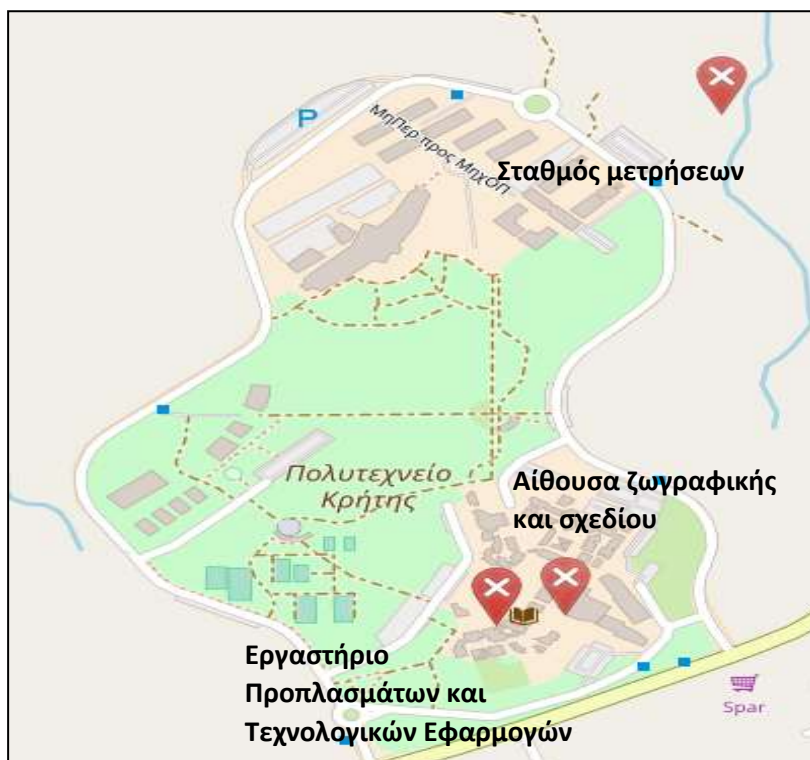 P
ΜηΠερ προς ΜηχΟΠ
Σταθμός μετρήσεων
Πολυτεχνείο
Κρήτης
Αίθουσα ζωγραφικής
και σχεδίου
Εργαστήριο
Προπλασμάτων και
Τεχνολογικών Εφαρμογών
Spar